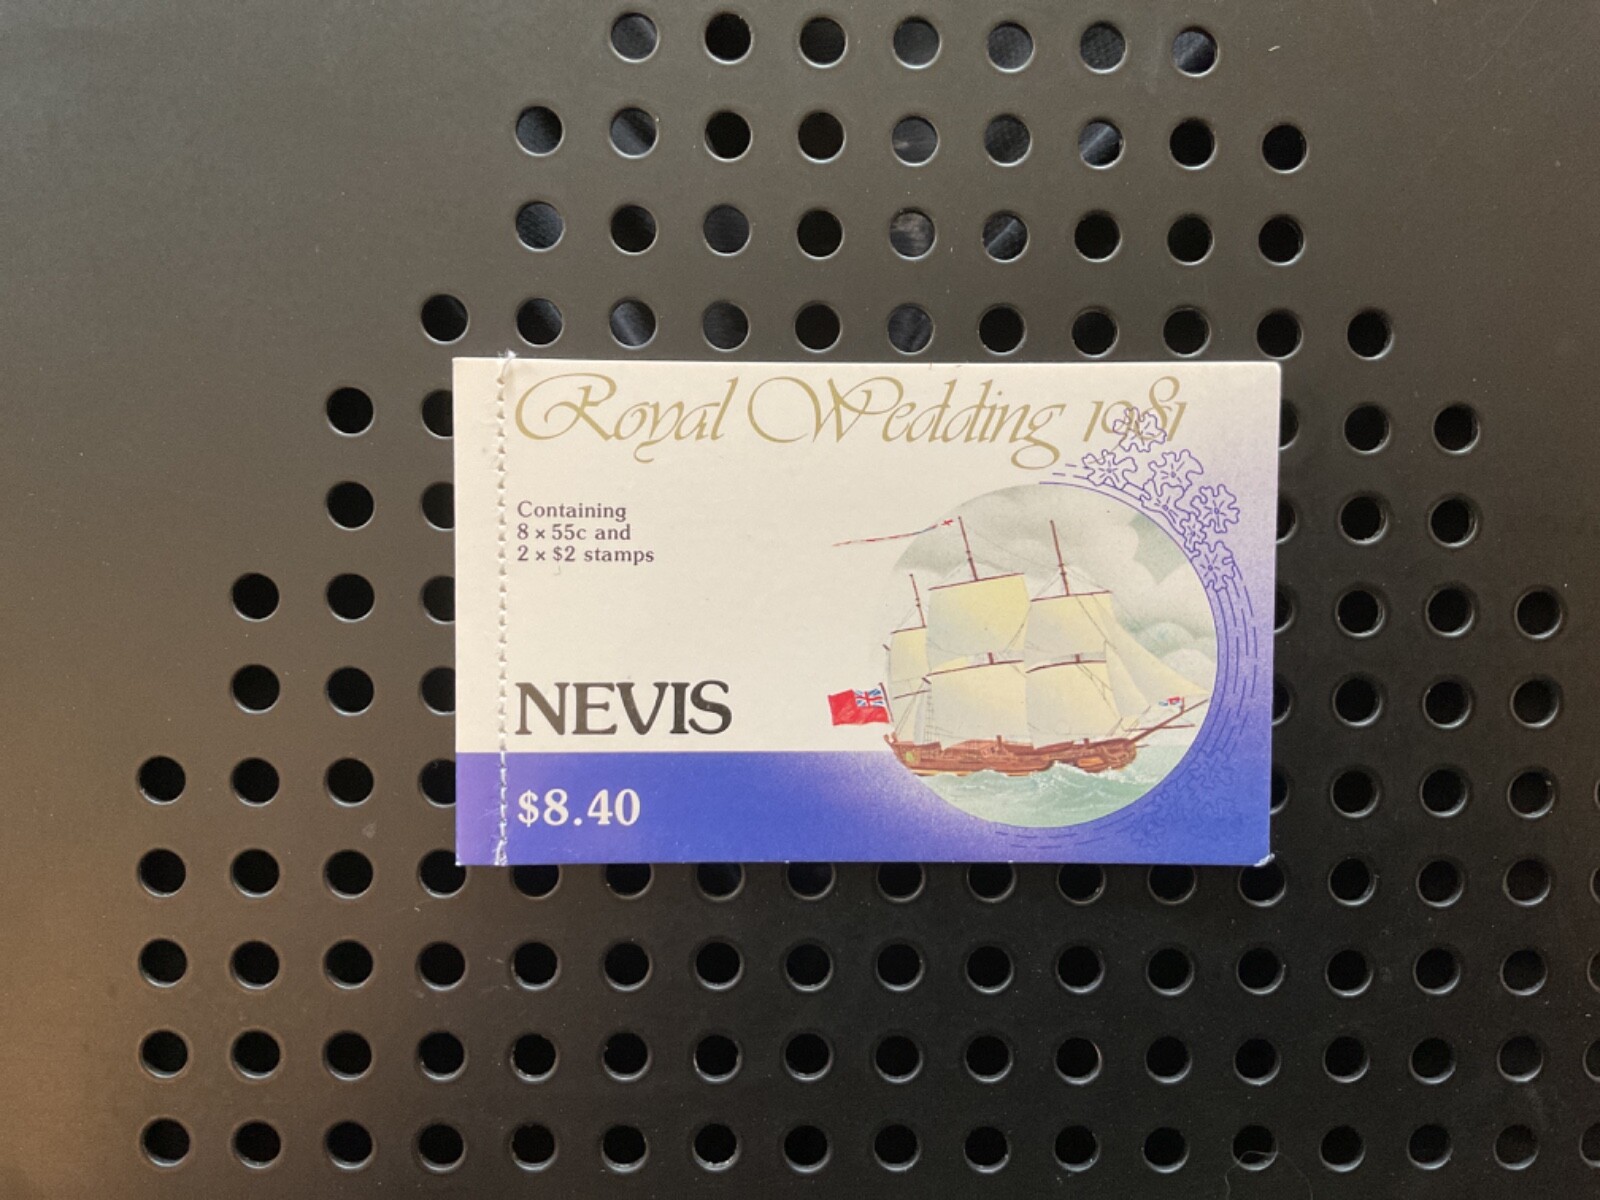 Royal Wedding 1981
Containing
8 × 55c and
2 × $2 stamps
NEVIS
$8.40